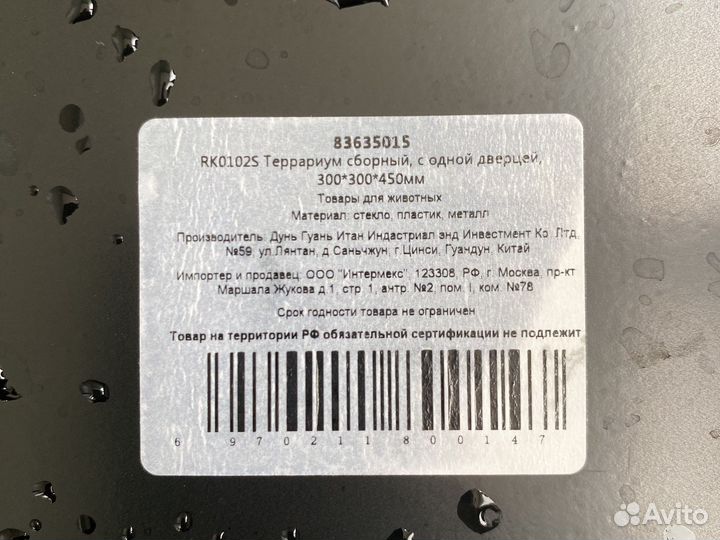 83635015
RK0102S Террариум сборный, с одной дверцей,
300*300*450мм
Товары для животных
Материал: стекло, пластик, металл
Производитель: Дунь Гуань Итан Индастриал энд Инвестмент Ко. Лтд,
№59, ул.Лянтан, д.Саньчжун, г.Цинси, Гуандун, Китай
Импортер и продавец: ООО "Интермекс", 123308, РФ, г. Москва, пр-кт
Маршала Жукова д.1, стр. 1, антр. №2, пом. I, ком. №78
Срок годности товара не ограничен
Товар на территории РФ обязательной сертификации не подлежит
6970211800147
Avito